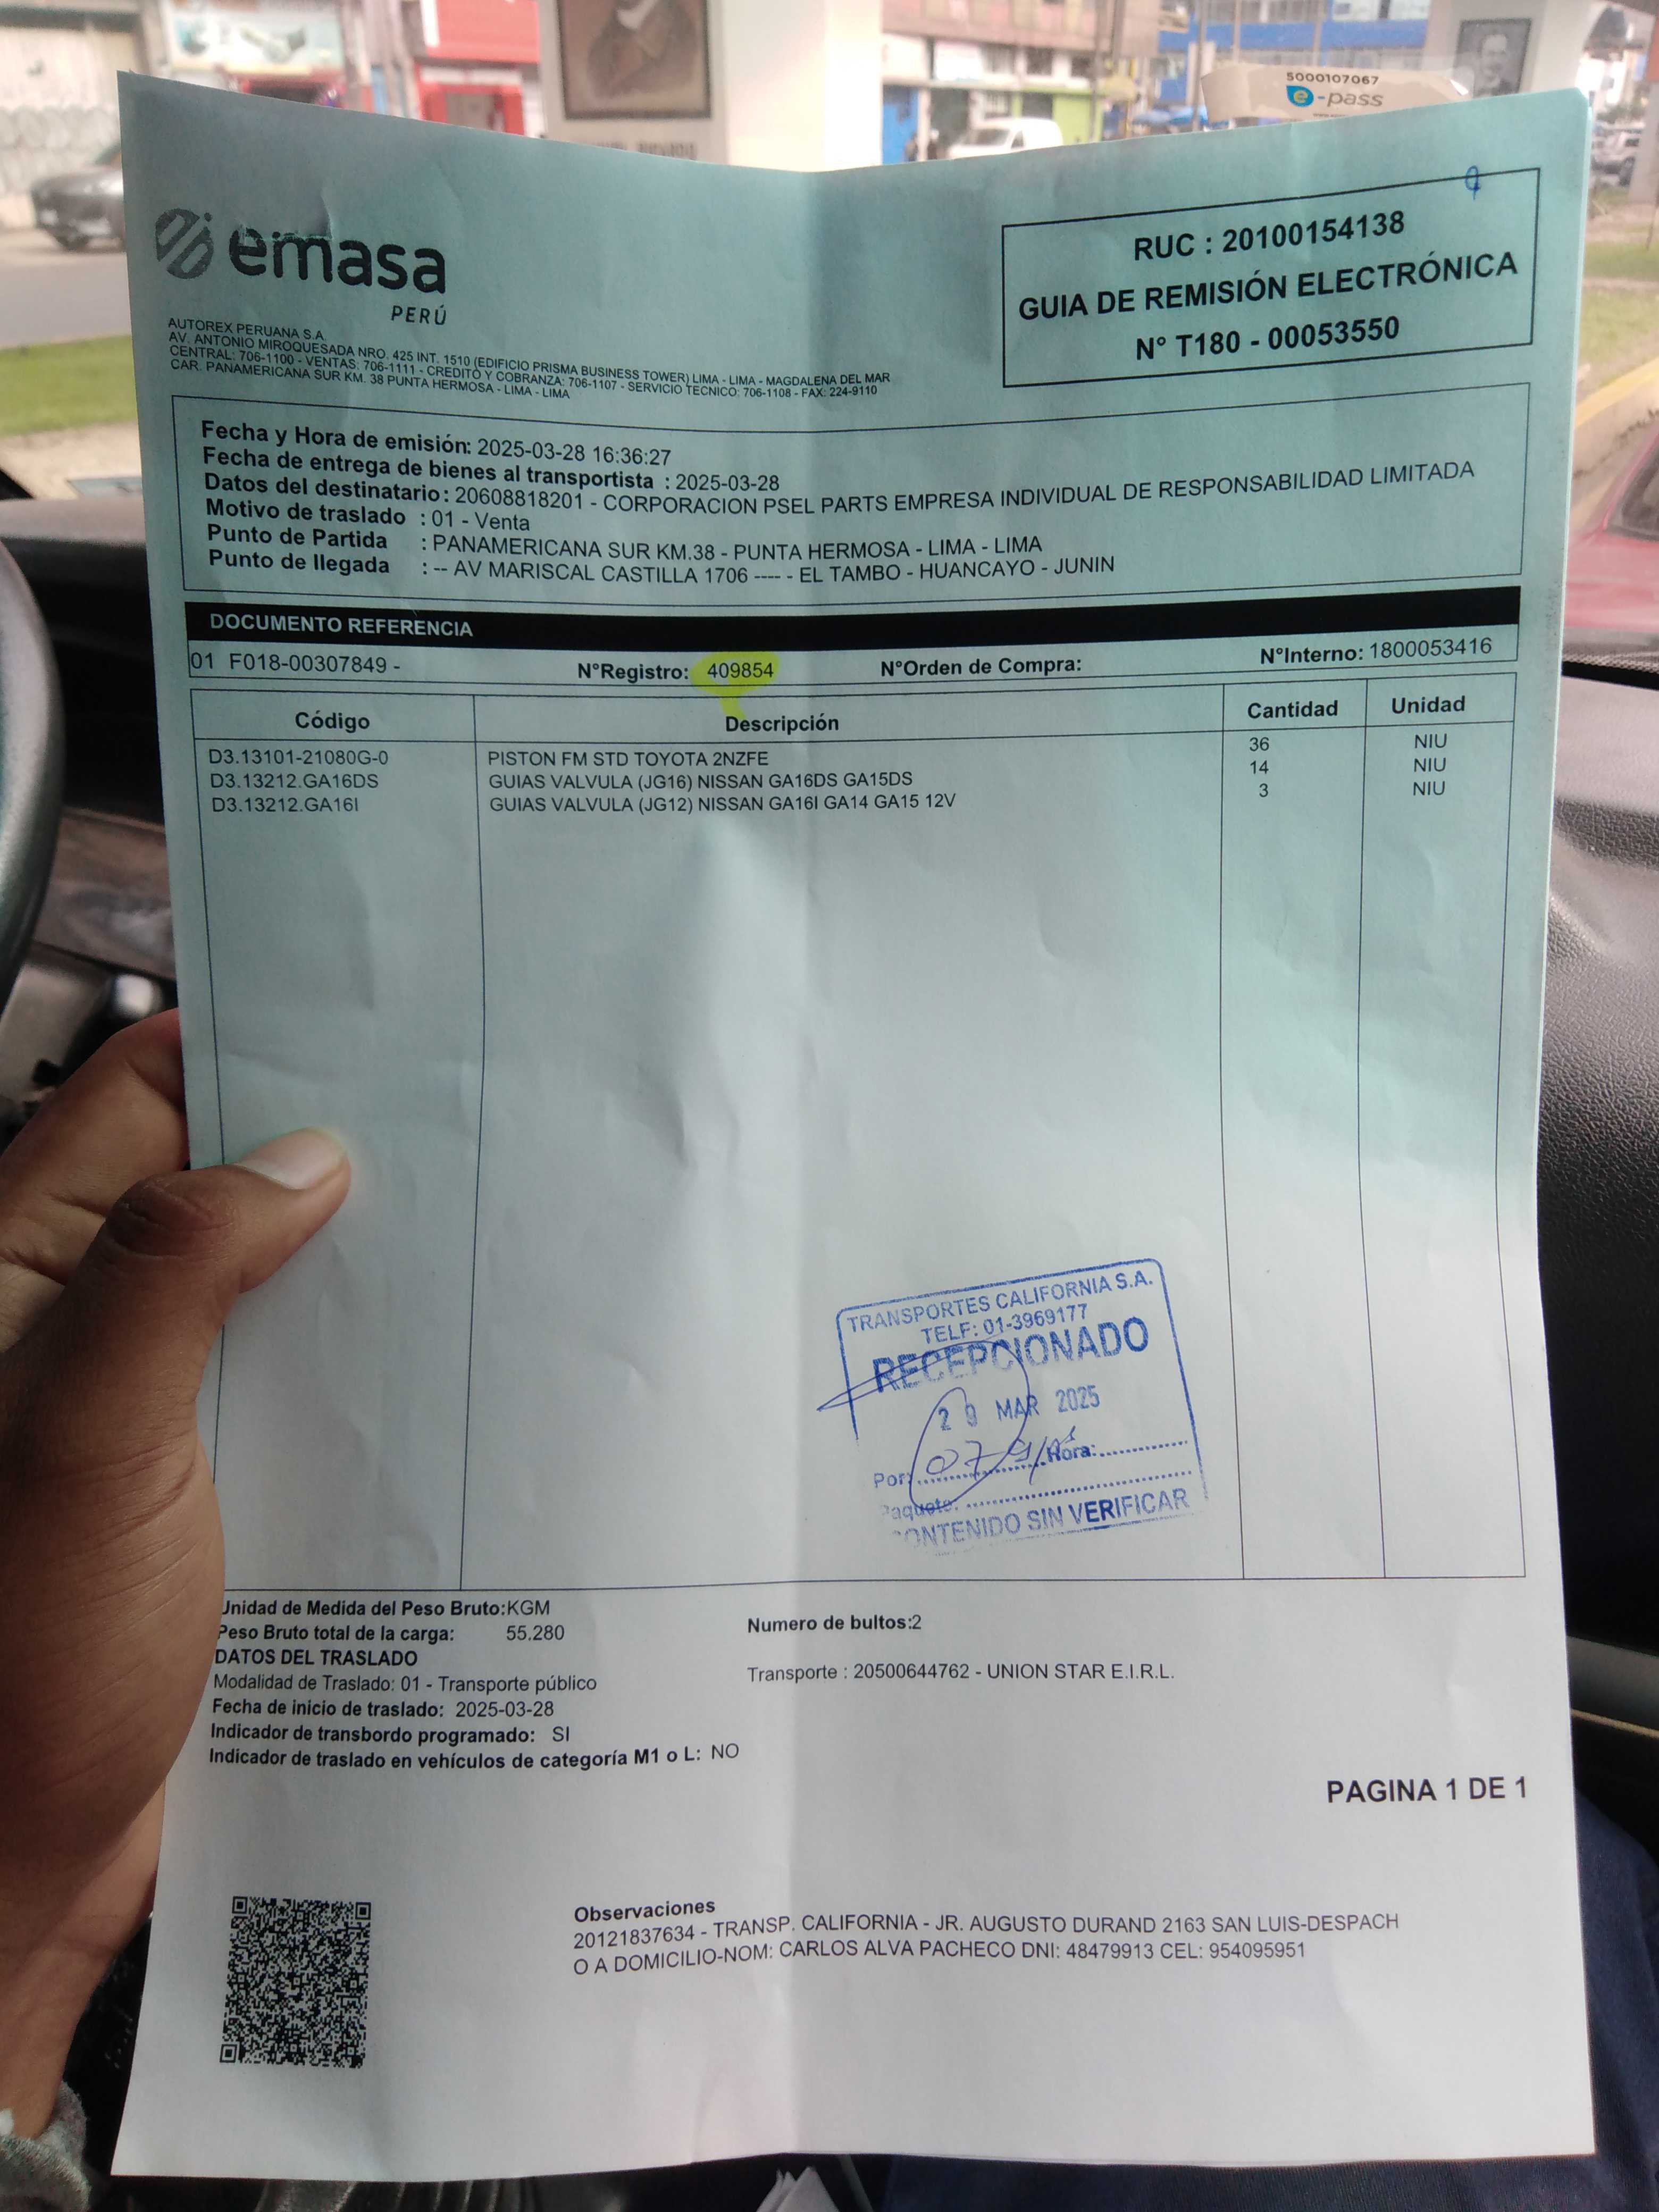 5000107067
e-pass
emasa
PERÚ
RUC : 20100154138
GUIA DE REMISIÓN ELECTRÓNICA
N° T180 - 00053550
AUTOREX PERUANA S.A.
AV. ANTONIO MIROQUESADA NRO. 425 INT. 1510 (EDIFICIO PRISMA BUSINESS TOWER) LIMA - LIMA - MAGDALENA DEL MAR
CENTRAL: 706-1100 - VENTAS: 706-1111 - CREDITO Y COBRANZA: 706-1107 - SERVICIO TECNICO: 706-1108 - FAX: 224-9110
CAR. PANAMERICANA SUR KM. 38 PUNTA HERMOSA - LIMA - LIMA
Fecha y Hora de emisión: 2025-03-28 16:36:27
Fecha de entrega de bienes al transportista : 2025-03-28
Datos del destinatario : 20608818201 - CORPORACION PSEL PARTS EMPRESA INDIVIDUAL DE RESPONSABILIDAD LIMITADA
Motivo de traslado : 01 - Venta
Punto de Partida : PANAMERICANA SUR KM.38 - PUNTA HERMOSA - LIMA - LIMA
Punto de llegada : -- AV MARISCAL CASTILLA 1706 ---- - EL TAMBO - HUANCAYO - JUNIN
DOCUMENTO REFERENCIA
01 F018-00307849 - N°Registro: 409854 N°Orden de Compra: N°Interno: 1800053416
Código Descripción Cantidad Unidad
D3.13101-21080G-0 PISTON FM STD TOYOTA 2NZFE 36 NIU
D3.13212.GA16DS GUIAS VALVULA (JG16) NISSAN GA16DS GA15DS 14 NIU
D3.13212.GA16I GUIAS VALVULA (JG12) NISSAN GA16I GA14 GA15 12V 3 NIU
TRANSPORTES CALIFORNIA S.A.
TELF: 01-3969177
RECEPCIONADO
29 MAR 2025
Por: Hora:
Paquete:
CONTENIDO SIN VERIFICAR
Unidad de Medida del Peso Bruto:KGM
Peso Bruto total de la carga: 55.280 Numero de bultos:2
DATOS DEL TRASLADO
Modalidad de Traslado: 01 - Transporte público Transporte : 20500644762 - UNION STAR E.I.R.L.
Fecha de inicio de traslado: 2025-03-28
Indicador de transbordo programado: SI
Indicador de traslado en vehículos de categoría M1 o L: NO
PAGINA 1 DE 1
Observaciones
20121837634 - TRANSP. CALIFORNIA - JR. AUGUSTO DURAND 2163 SAN LUIS-DESPACH
O A DOMICILIO-NOM: CARLOS ALVA PACHECO DNI: 48479913 CEL: 954095951